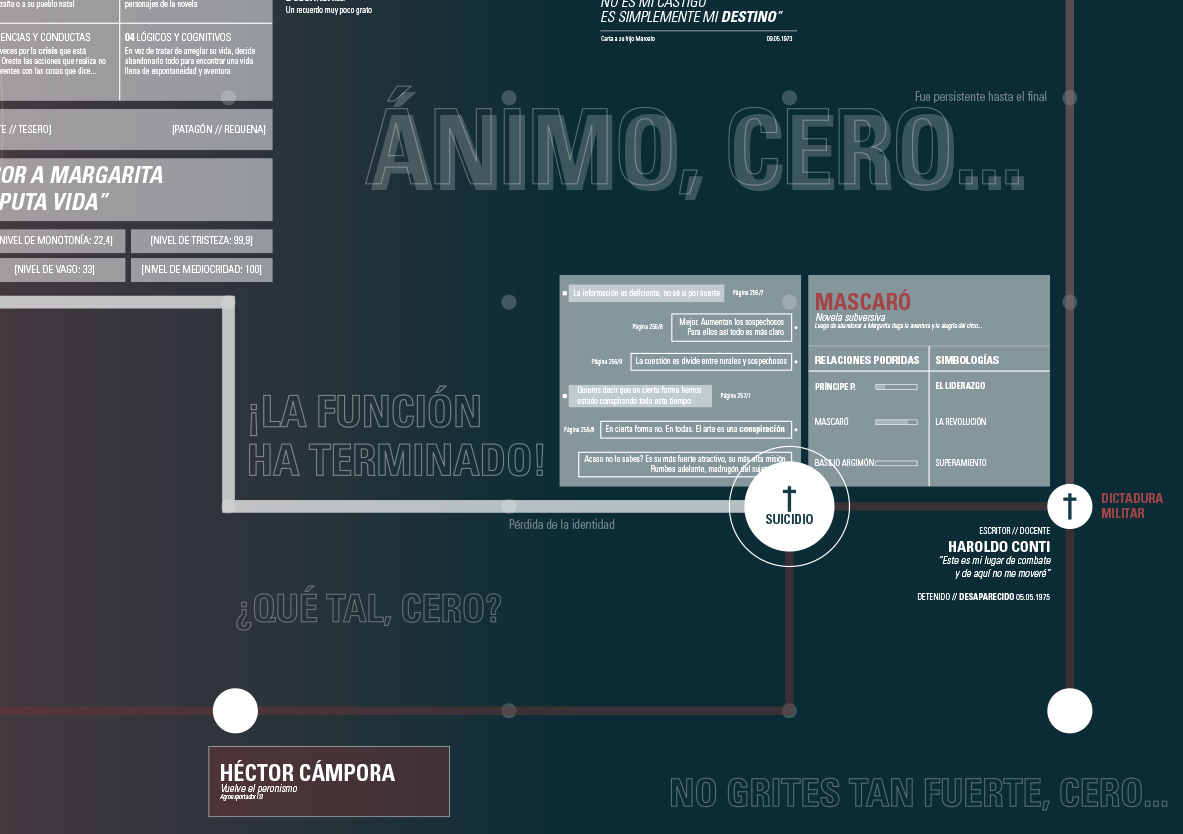 traña o a su pueblo natal
personajes de la novela
Un recuerdo muy poco grato
NO ES MI CASTIGO
ES SIMPLEMENTE MI DESTINO”
Carta a su hijo Marcelo
09.05.1973
ENCIAS Y CONDUCTAS
veces por la crisis que está
Oreste las acciones que realiza no
rentes con las cosas que dice...
04 LÓGICOS Y COGNITIVOS
En vez de tratar de arreglar su vida, decide
abandonarlo todo para encontrar una vida
llena de espontaneidad y aventura
TE // TESERO]
[PATAGÓN // REQUENA]
OR A MARGARITA
PUTA VIDA”
NIVEL DE MONOTONÍA: 22,4]
[NIVEL DE TRISTEZA: 99,9]
[NIVEL DE VAGO: 33]
[NIVEL DE MEDIOCRIDAD: 100]
Fue persistente hasta el final
ÁNIMO, CERO...
La información es deficiente, no sé si por suerte
Página 256/7
Página 256/8
Mejor. Aumentan los sospechosos
Para ellos así todo es más claro
Página 256/9
La cuestión es divide entre rurales y sospechosos
Quieres decir que en cierta forma hemos
estado conspirando todo este tiempo
Página 257/1
Página 256/9
En cierta forma no. En todas. El arte es una conspiración
Acaso no lo sabes? Es su más fuerte atractivo, su más alta misión
Rumbea adelante, madrugón del sujeto
MASCARÓ
Novela subversiva
Luego de abandonar a Margarita llega la aventura y la alegría del circo...
RELACIONES PODRIDAS
SIMBOLOGÍAS
PRÍNCIPE P.
EL LIDERAZGO
MASCARÓ
LA REVOLUCIÓN
BASILIO ARGIMÓN
SUPERAMIENTO
¡LA FUNCIÓN
HA TERMINADO!
SUICIDIO
DICTADURA
MILITAR
Pérdida de la identidad
ESCRITOR // DOCENTE
HAROLDO CONTI
“Este es mi lugar de combate
y de aquí no me moveré”
DETENIDO // DESAPARECIDO 05.05.1975
¿QUÉ TAL, CERO?
HÉCTOR CÁMPORA
Vuelve el peronismo
NO GRITES TAN FUERTE, CERO...